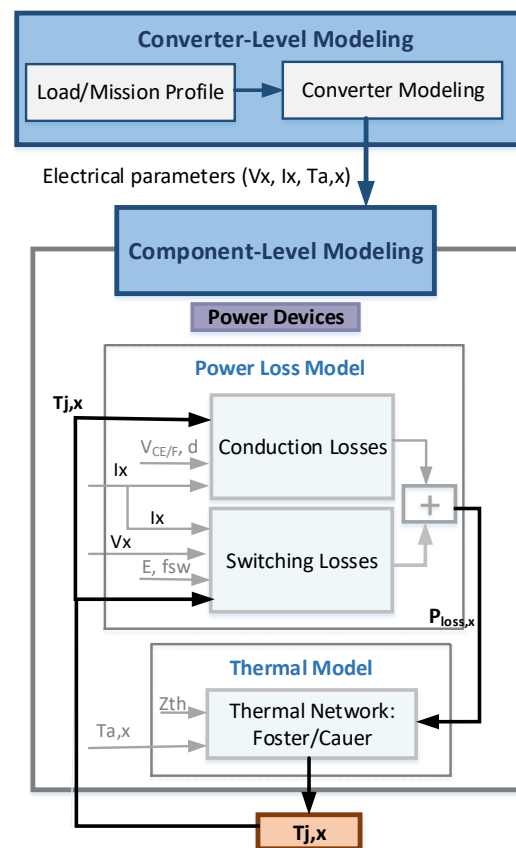 Converter-Level Modeling
Load/Mission Profile
Converter Modeling
Electrical parameters (Vx, Ix, Ta,x)
Component-Level Modeling
Power Devices
Power Loss Model
Tj,x
V_CE/F, d
Ix
Conduction Losses
+
Ix
Vx
E, fsw
Switching Losses
P_loss,x
Thermal Model
Zth
Ta,x
Thermal Network:
Foster/Cauer
Tj,x